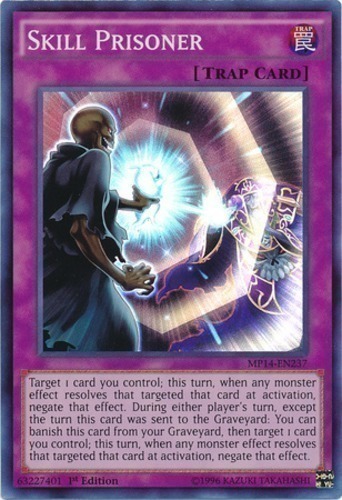 SKILL PRISONER
TRAP
罠
[TRAP CARD]
MP14-EN237
Target 1 card you control; this turn, when any monster
effect resolves that targeted that card at activation,
negate that effect. During either player's turn, except
the turn this card was sent to the Graveyard: You can
banish this card from your Graveyard, then target 1 card
you control; this turn, when any monster effect resolves
that targeted that card at activation, negate that effect.
63227401
1st Edition
©1996 KAZUKI TAKAHASHI